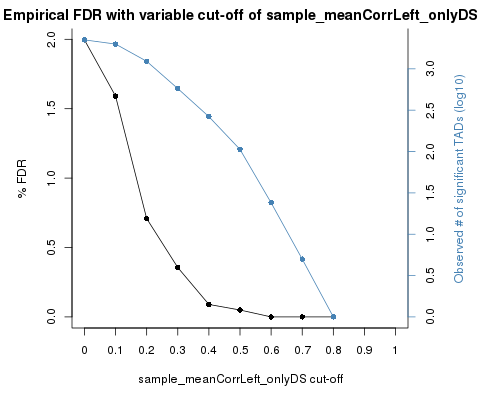 Empirical FDR with variable cut-off of sample_meanCorrLeft_onlyDS
% FDR
2.0
1.5
1.0
0.5
0.0
3.0
2.5
2.0
1.5
1.0
0.5
0.0
Observed # of significant TADs (log10)
0 0.1 0.2 0.3 0.4 0.5 0.6 0.7 0.8 0.9 1
sample_meanCorrLeft_onlyDS cut-off